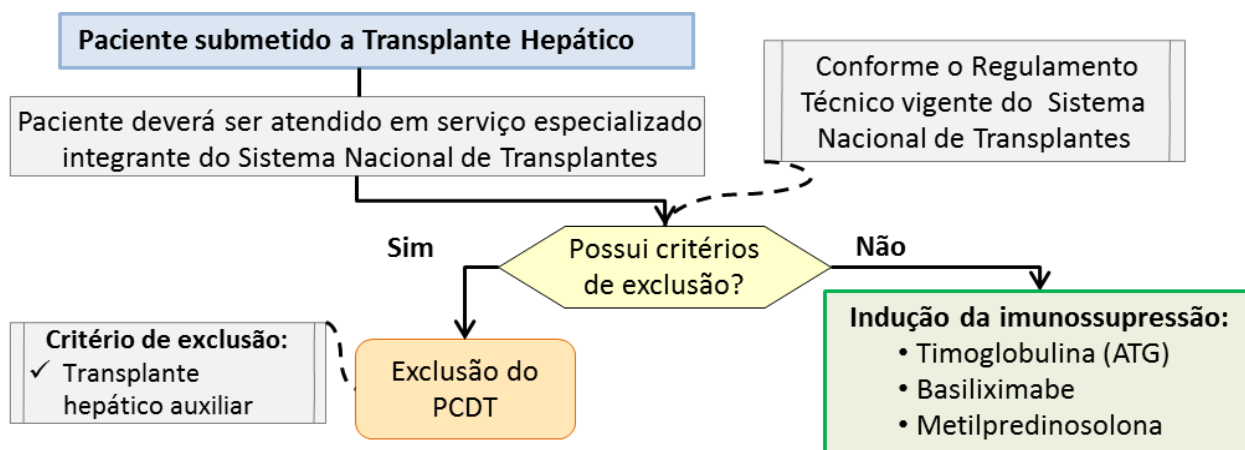 Paciente submetido a Transplante Hepático
Conforme o Regulamento
Técnico vigente do Sistema
Nacional de Transplantes
Paciente deverá ser atendido em serviço especializado
integrante do Sistema Nacional de Transplantes
Sim
Possui critérios
de exclusão?
Não
Critério de exclusão:
✓ Transplante
hepático auxiliar
Exclusão do
PCDT
Indução da imunossupressão:
• Timoglobulina (ATG)
• Basiliximabe
• Metilpredinosolona